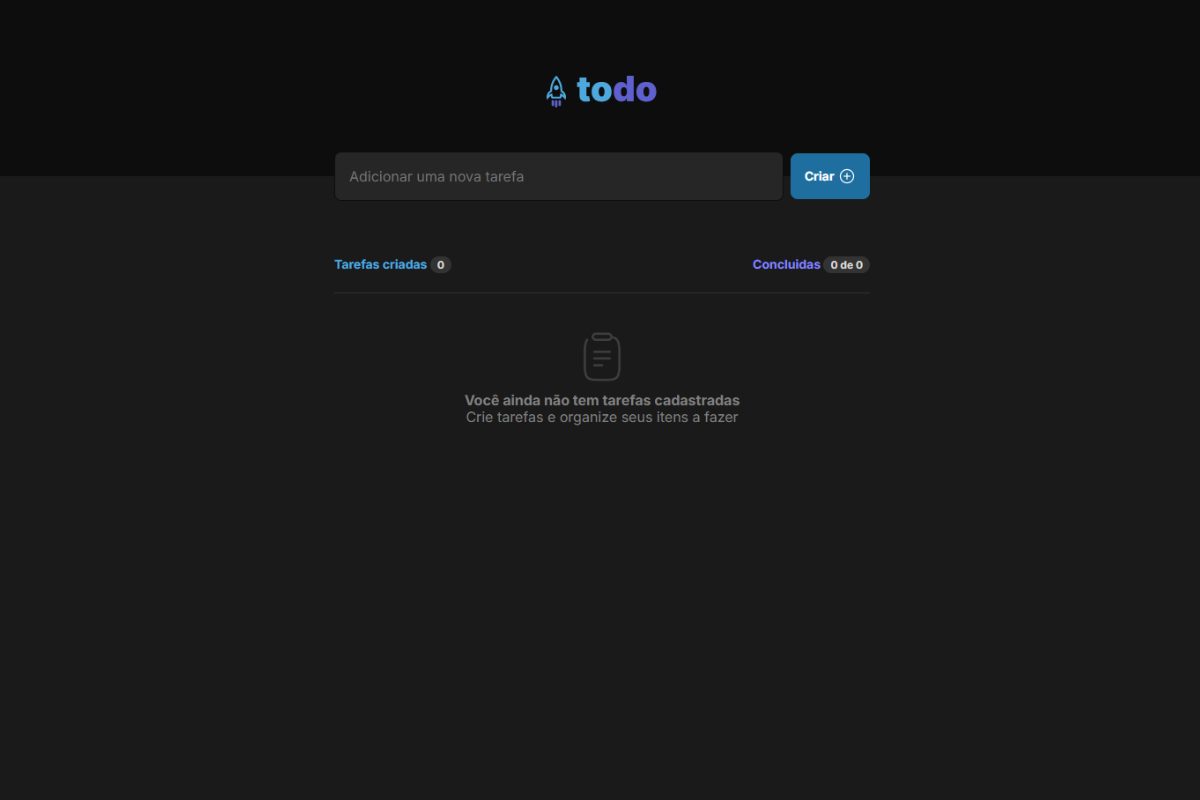 todo
Adicionar uma nova tarefa
Criar
Tarefas criadas 0
Concluidas 0 de 0
Você ainda não tem tarefas cadastradas
Crie tarefas e organize seus itens a fazer